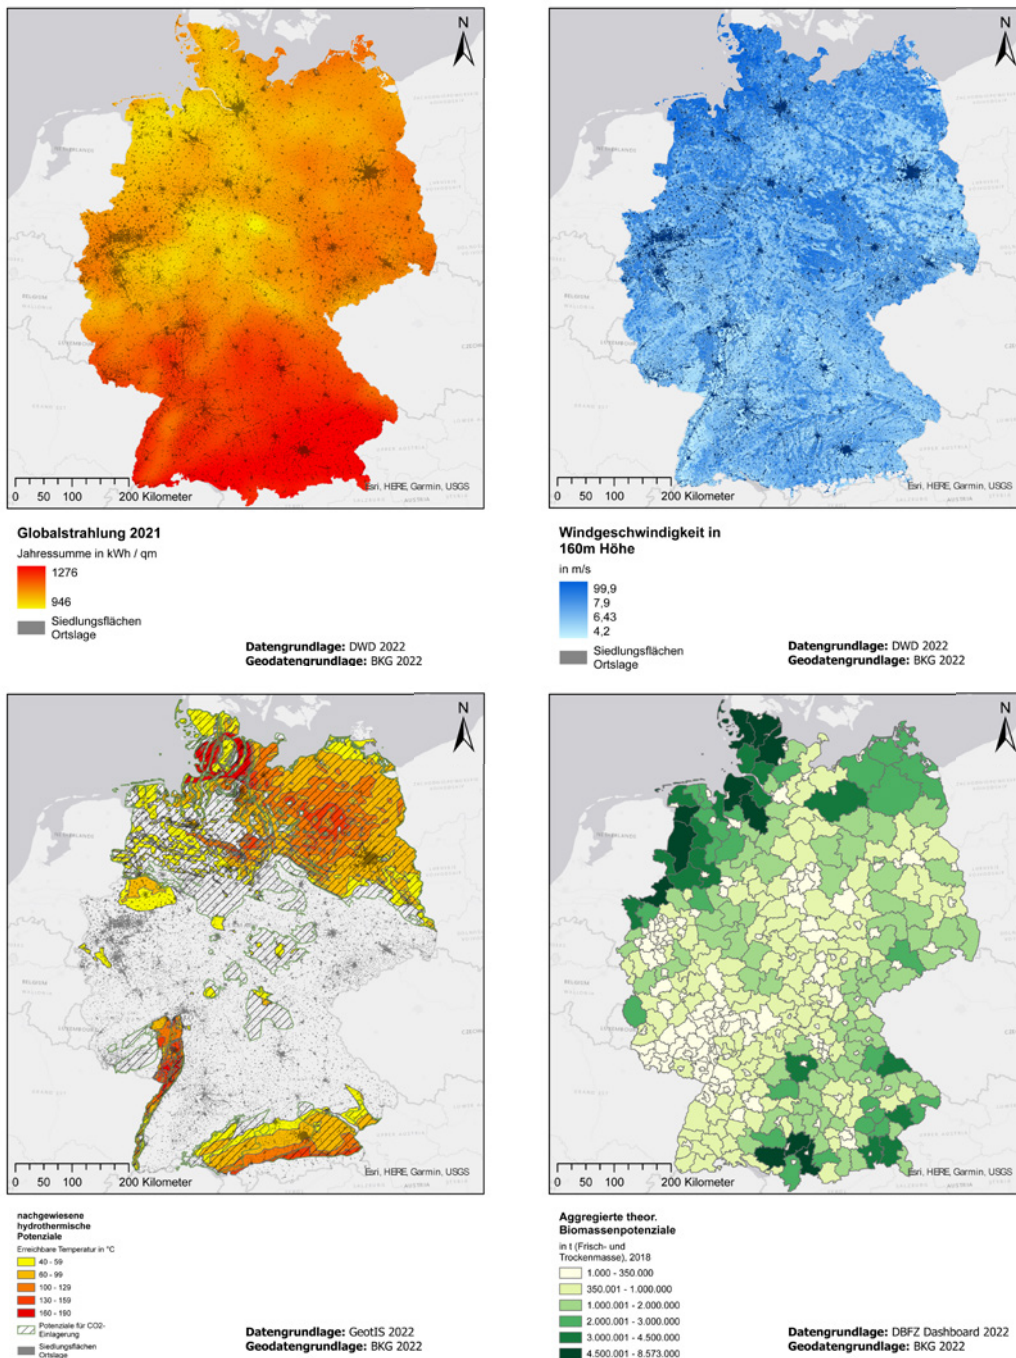 N
0 50 100 200 Kilometer
Esri, HERE, Garmin, USGS
Globalstrahlung 2021
Jahressumme in kWh / qm
1276
946
Siedlungsflächen
Ortslage
Datengrundlage: DWD 2022
Geodatengrundlage: BKG 2022
N
0 50 100 200 Kilometer
Esri, HERE, Garmin, USGS
Windgeschwindigkeit in
160m Höhe
in m/s
99,9
7,9
6,43
4,2
Siedlungsflächen
Ortslage
Datengrundlage: DWD 2022
Geodatengrundlage: BKG 2022
N
0 50 100 200 Kilometer
Esri, HERE, Garmin, USGS
nachgewiesene
hydrothermische
Potenziale
Erreichbare Temperatur in °C
40 - 59
60 - 99
100 - 129
130 - 159
160 - 190
Potenziale für CO2-
Einlagerung
Siedlungsflächen
Ortslage
Datengrundlage: GeotIS 2022
Geodatengrundlage: BKG 2022
N
0 50 100 200 Kilometer
Esri, HERE, Garmin, USGS
Aggregierte theor.
Biomassenpotenziale
in t (Frisch- und
Trockenmasse), 2018
1.000 - 350.000
350.001 - 1.000.000
1.000.001 - 2.000.000
2.000.001 - 3.000.000
3.000.001 - 4.500.000
4.500.001 - 8.573.000
Datengrundlage: DBFZ Dashboard 2022
Geodatengrundlage: BKG 2022